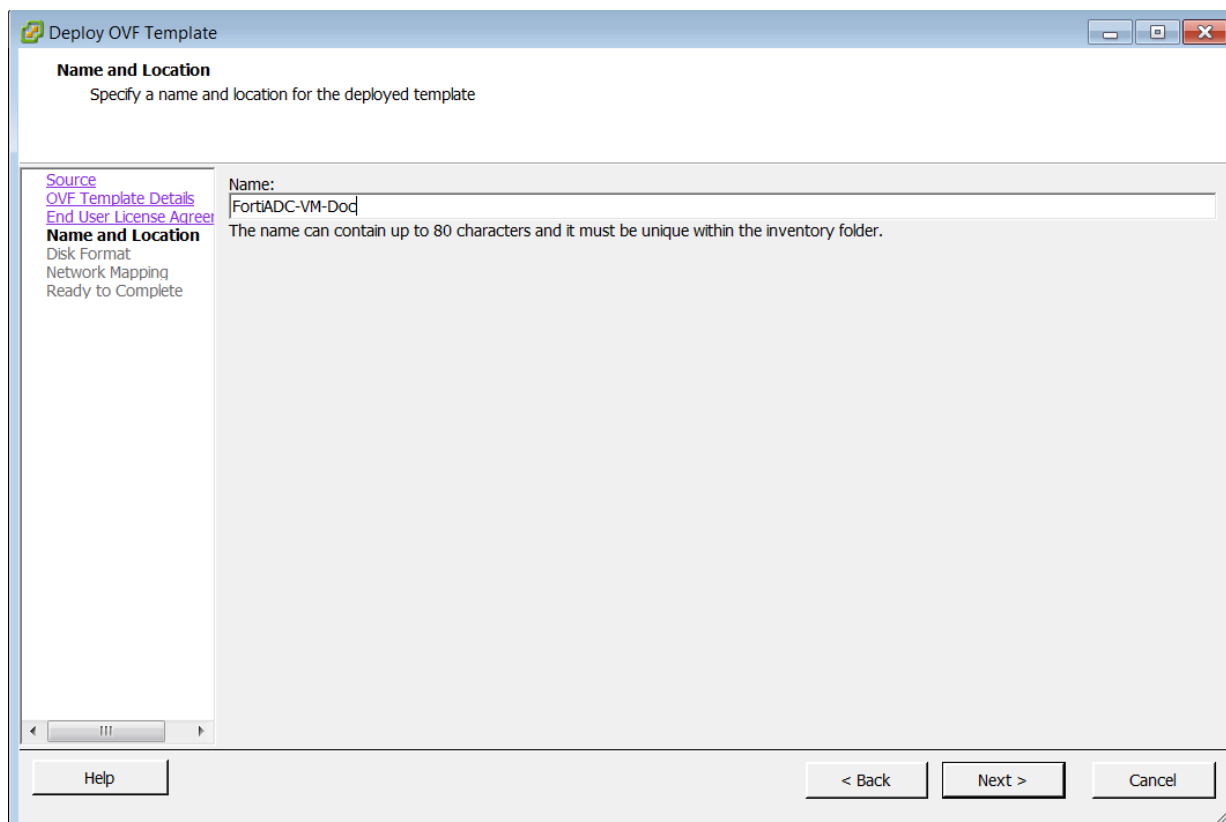 Deploy OVF Template
Name and Location
Specify a name and location for the deployed template
Source
OVF Template Details
End User License Agreer
Name and Location
Disk Format
Network Mapping
Ready to Complete
Name:
FortiADC-VM-Doc
The name can contain up to 80 characters and it must be unique within the inventory folder.
Help
< Back
Next >
Cancel